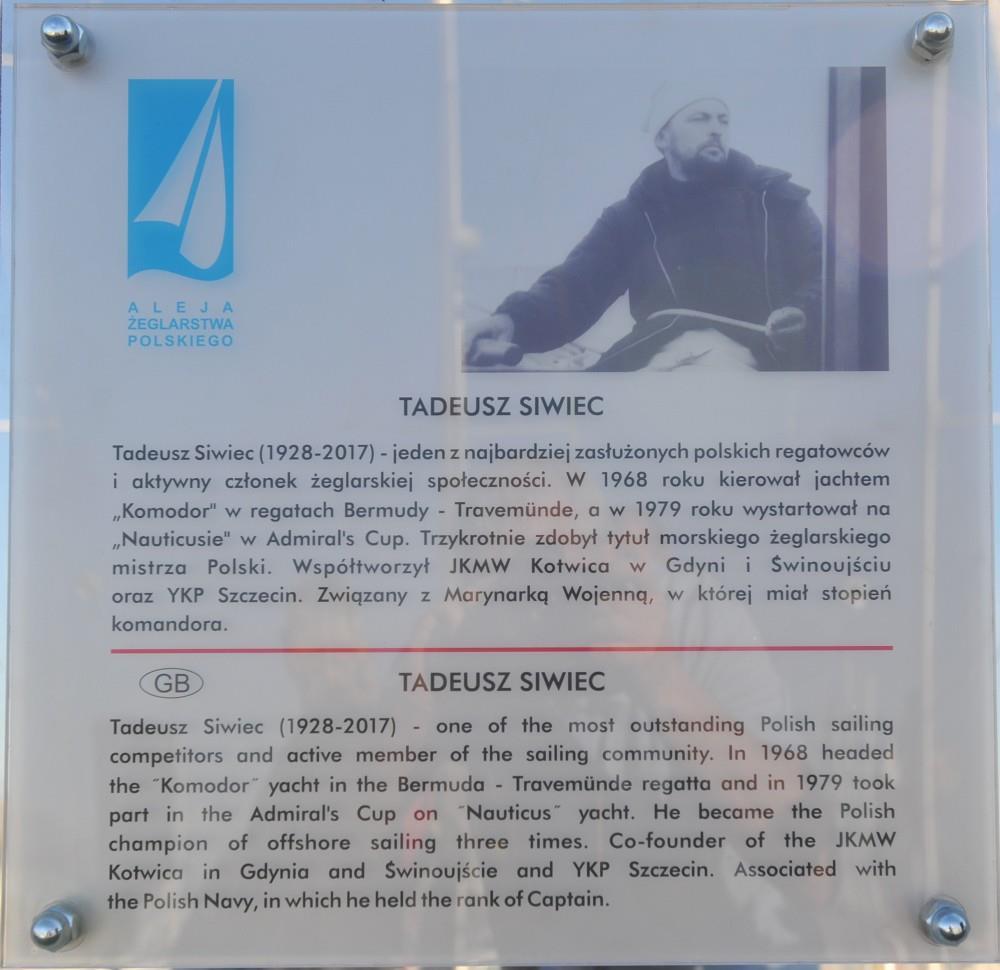 ALEJA
ŻEGLARSTWA
POLSKIEGO
TADEUSZ SIWIEC
Tadeusz Siwiec (1928-2017) - jeden z najbardziej zasłużonych polskich regatowców
i aktywny członek żeglarskiej społeczności. W 1968 roku kierował jachtem
„Komodor" w regatach Bermudy - Travemünde, a w 1979 roku wystartował na
„Nauticusie" w Admiral's Cup. Trzykrotnie zdobył tytuł morskiego żeglarskiego
mistrza Polski. Współtworzył JKMW Kotwica w Gdyni i Świnoujściu
oraz YKP Szczecin. Związany z Marynarką Wojenną, w której miał stopień
komandora.
GB
TADEUSZ SIWIEC
Tadeusz Siwiec (1928-2017) - one of the most outstanding Polish sailing
competitors and active member of the sailing community. In 1968 headed
the ˝Komodor˝ yacht in the Bermuda - Travemünde regatta and in 1979 took
part in the Admiral's Cup on ˝Nauticus˝ yacht. He became the Polish
champion of offshore sailing three times. Co-founder of the JKMW
Kotwica in Gdynia and Świnoujście and YKP Szczecin. Associated with
the Polish Navy, in which he held the rank of Captain.